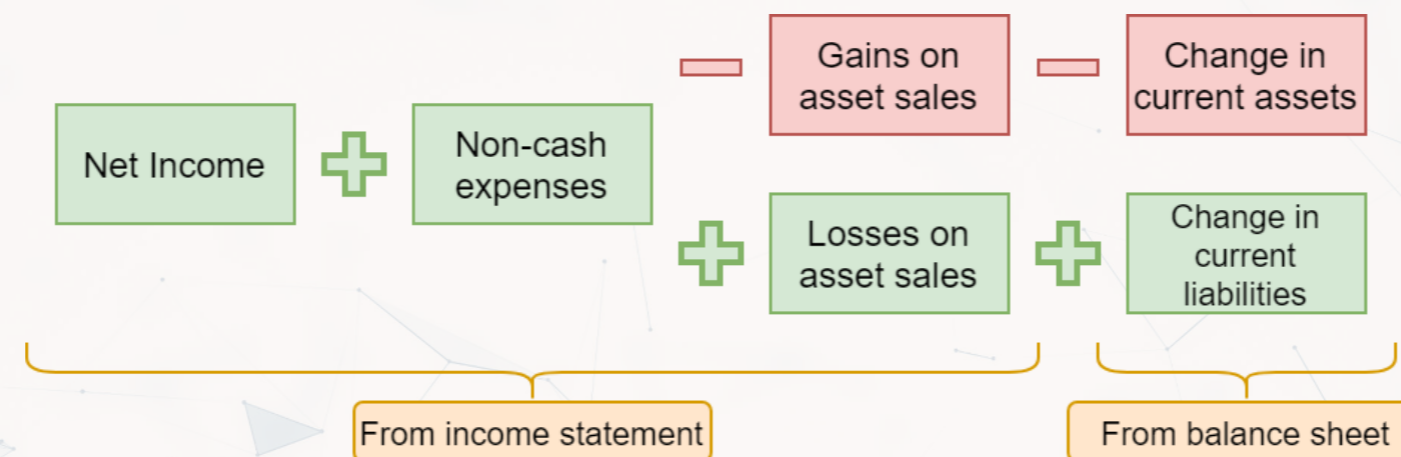 Net Income
Non-cash
expenses
Gains on
asset sales
Losses on
asset sales
Change in
current assets
Change in
current
liabilities
From income statement
From balance sheet